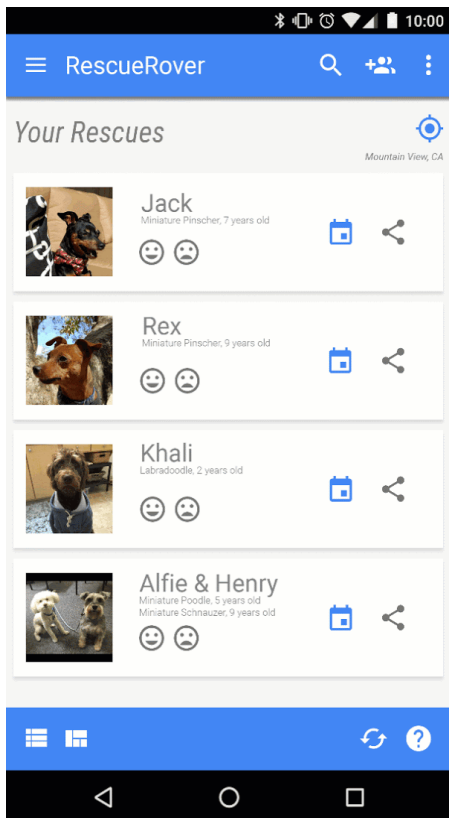 10:00
RescueRover
Your Rescues
Mountain View, CA
Jack
Miniature Pinscher, 7 years old
Rex
Miniature Pinscher, 9 years old
Khali
Labradoodle, 2 years old
Alfie & Henry
Miniature Poodle, 5 years old
Miniature Schnauzer, 9 years old